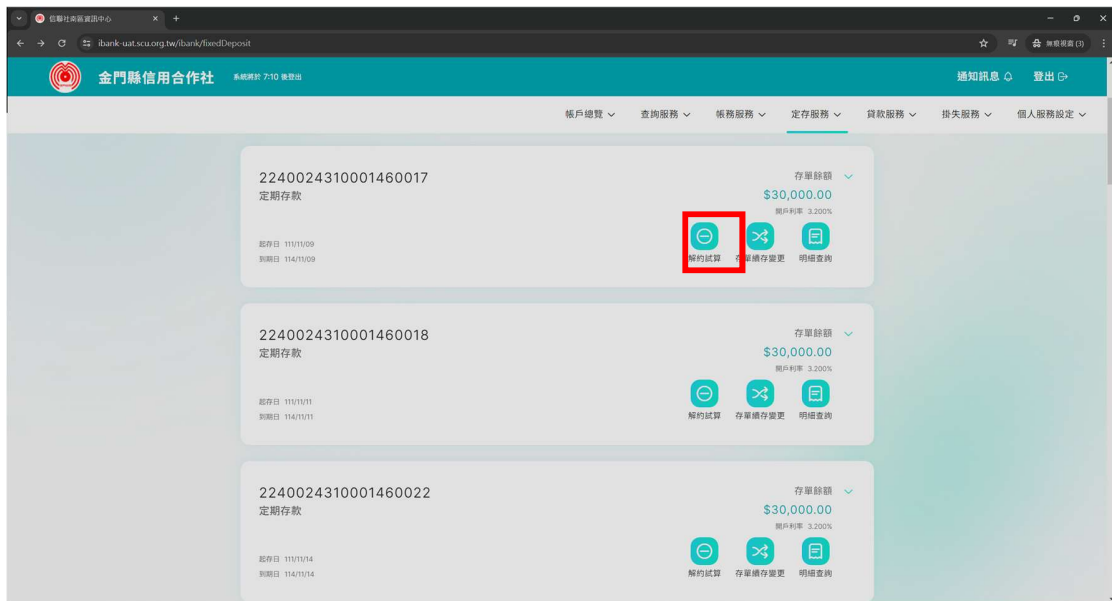 信聯社南區資訊中心
ibank-uat.scu.org.tw/ibank/fixedDeposit
無痕視窗 (3)
金門縣信用合作社 系統將於 7:10 後登出 通知訊息 登出
帳戶總覽 查詢服務 帳務服務 定存服務 貸款服務 掛失服務 個人服務設定
2240024310001460017 存單餘額
定期存款 $30,000.00
開戶利率 3.200%
起存日 111/11/09
到期日 114/11/09 解約試算 存單續存變更 明細查詢
2240024310001460018 存單餘額
定期存款 $30,000.00
開戶利率 3.200%
起存日 111/11/11
到期日 114/11/11 解約試算 存單續存變更 明細查詢
2240024310001460022 存單餘額
定期存款 $30,000.00
開戶利率 3.200%
起存日 111/11/14
到期日 114/11/14 解約試算 存單續存變更 明細查詢